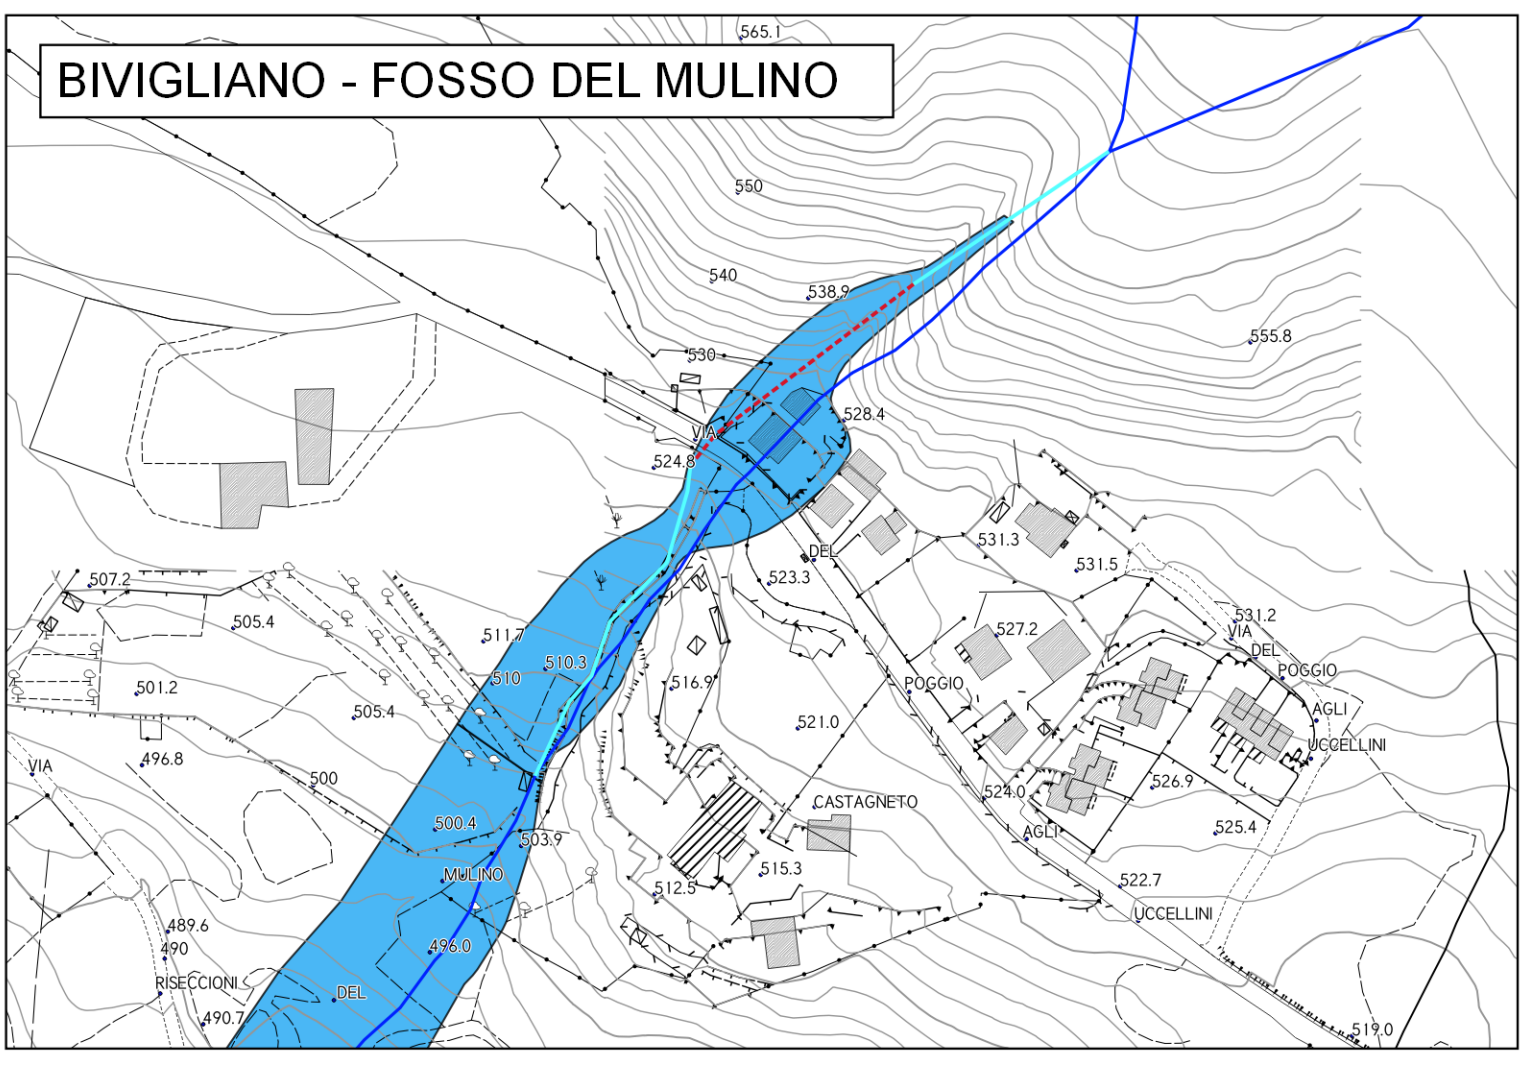 565.1
BIVIGLIANO - FOSSO DEL MULINO
550
540
538.9
555.8
530
528.4
VIA
524.8
531.3
DEL
531.5
507.2
523.3
505.4
531.2
527.2
VIA
511.7
DEL
510.3
510
POGGIO
516.9
POGGIO
501.2
505.4
AGLI
521.0
UCCELLINI
496.8
VIA
500
526.9
524.0
CASTAGNETO
500.4
525.4
AGLI
503.9
MULINO
515.3
512.5
522.7
UCCELLINI
489.6
490
496.0
RISECCIONI
DEL
490.7
519.0